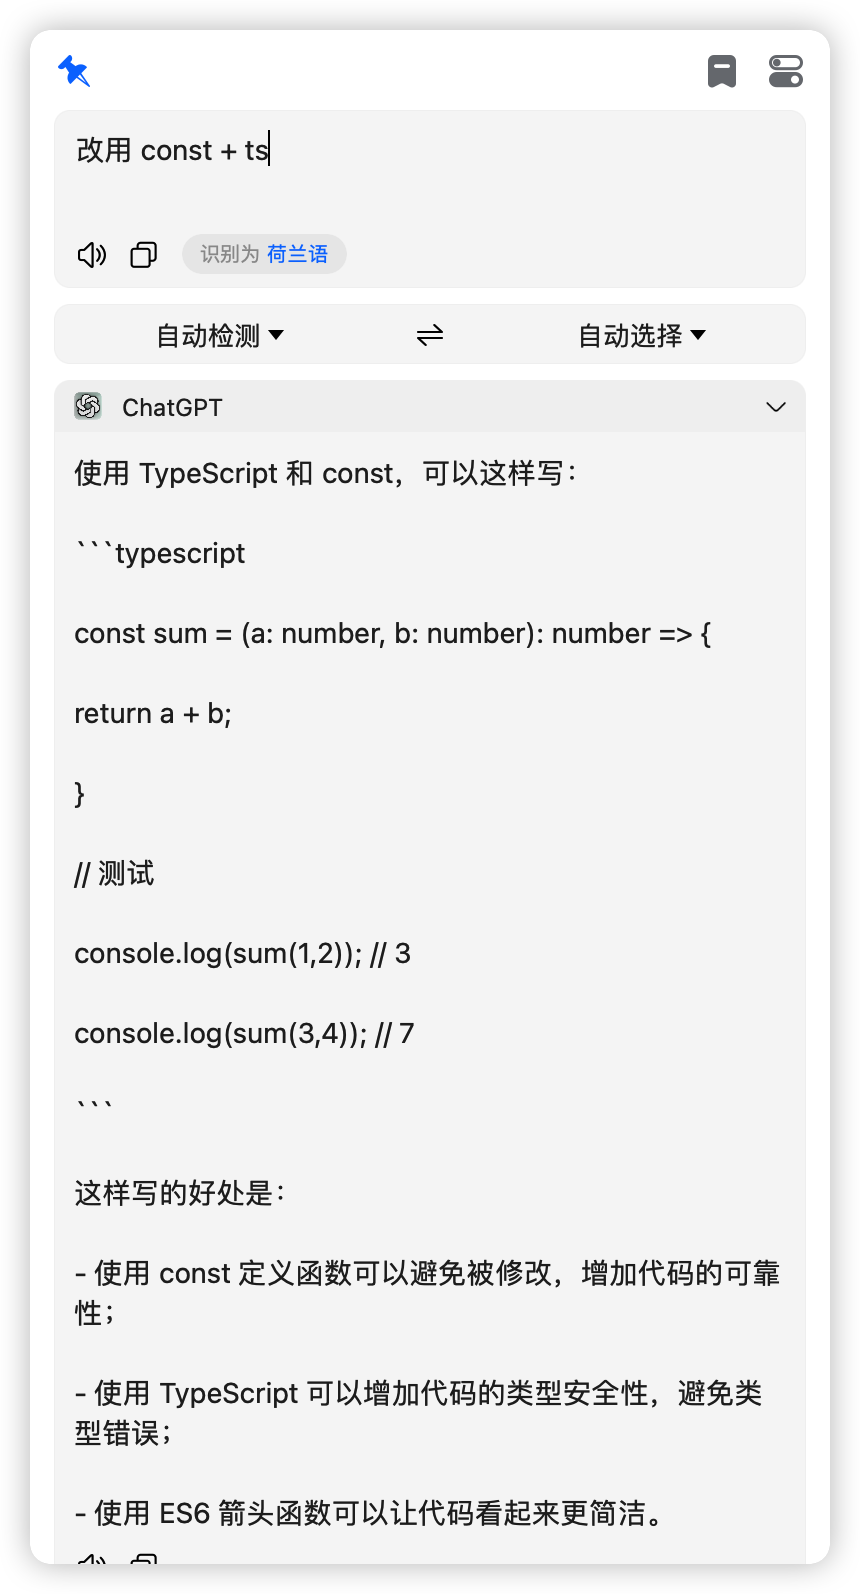 改用 const + ts
识别为 荷兰语
自动检测
自动选择
ChatGPT
使用 TypeScript 和 const，可以这样写：
```typescript
const sum = (a: number, b: number): number => {
return a + b;
}
// 测试
console.log(sum(1,2)); // 3
console.log(sum(3,4)); // 7
```
这样写的好处是：
- 使用 const 定义函数可以避免被修改，增加代码的可靠
性；
- 使用 TypeScript 可以增加代码的类型安全性，避免类
型错误；
- 使用 ES6 箭头函数可以让代码看起来更简洁。